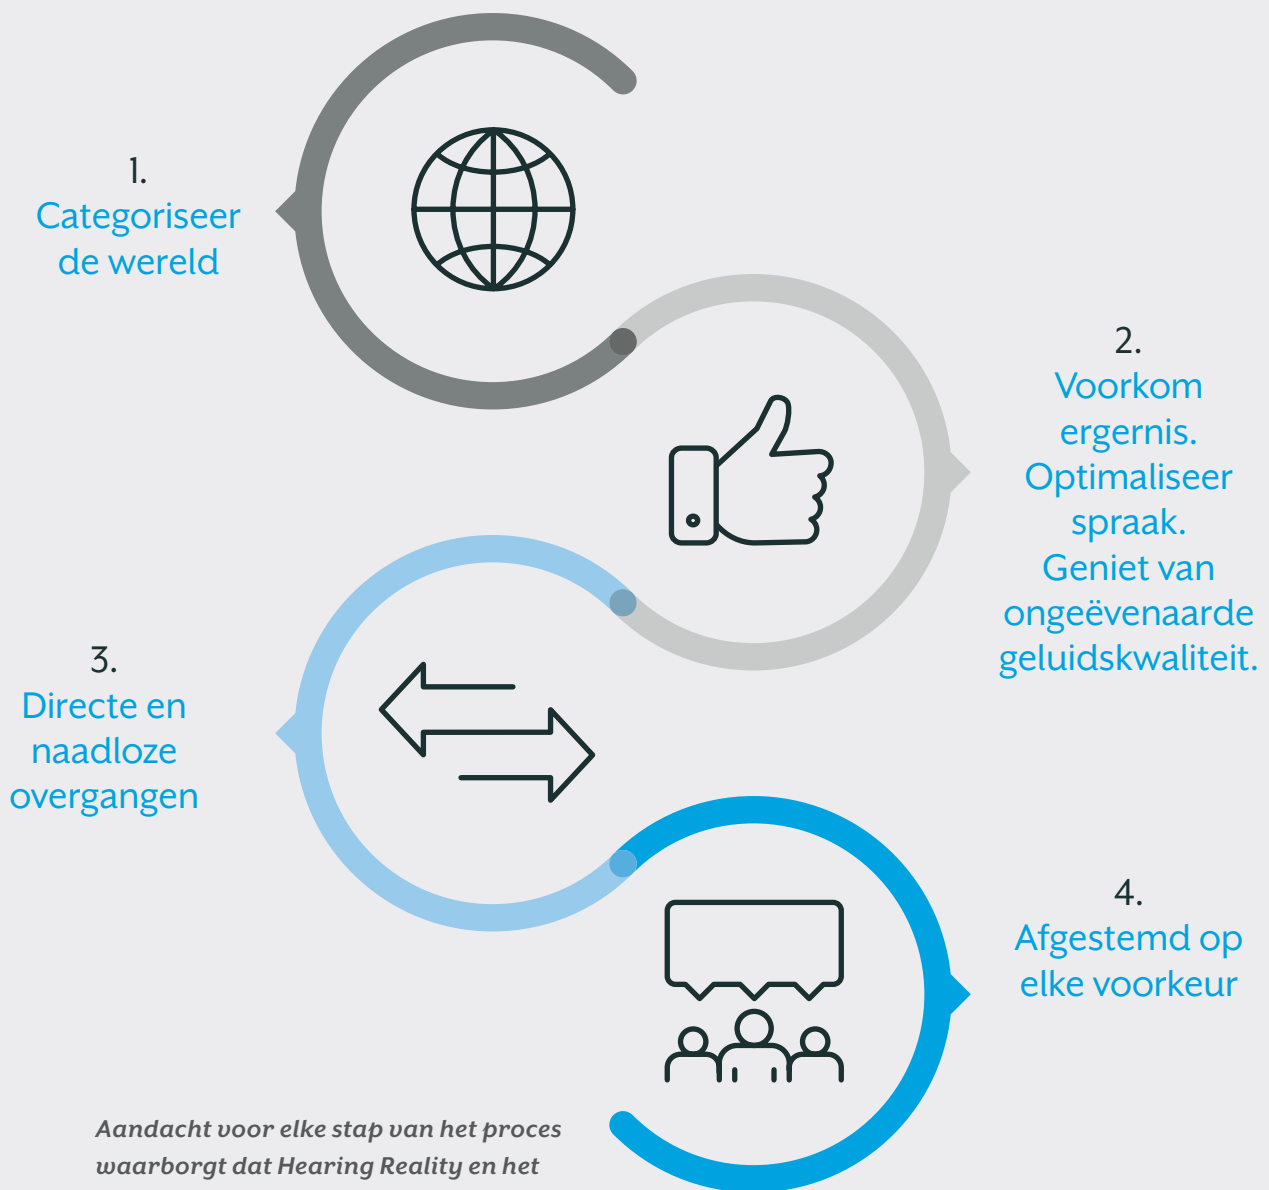 1.
Categoriseer
de wereld
2.
Voorkom
ergernis.
Optimaliseer
spraak.
Geniet van
ongeëvenaarde
geluidskwaliteit.
3.
Directe en
naadloze
overgangen
4.
Afgestemd op
elke voorkeur
Aandacht voor elke stap van het proces
waarborgt dat Hearing Reality en het